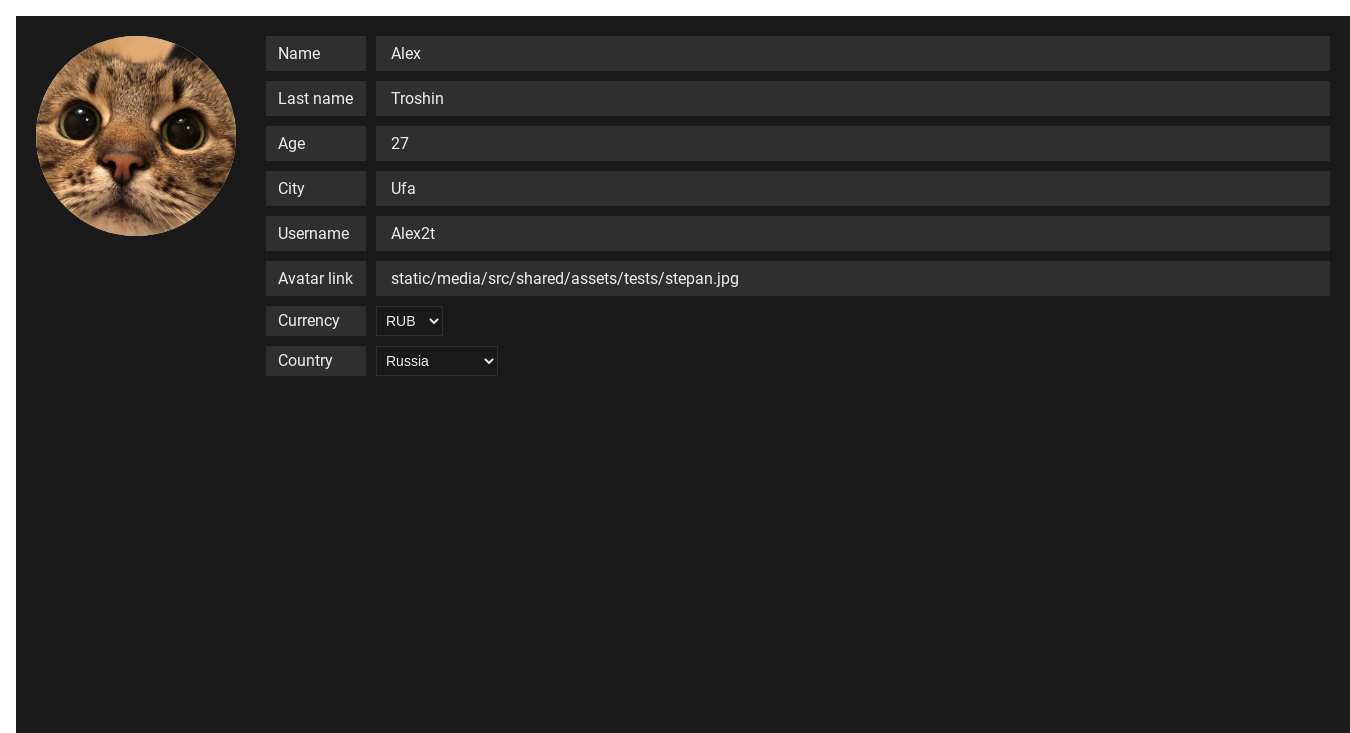 Name Alex
Last name Troshin
Age 27
City Ufa
Username Alex2t
Avatar link static/media/src/shared/assets/tests/stepan.jpg
Currency RUB
Country Russia